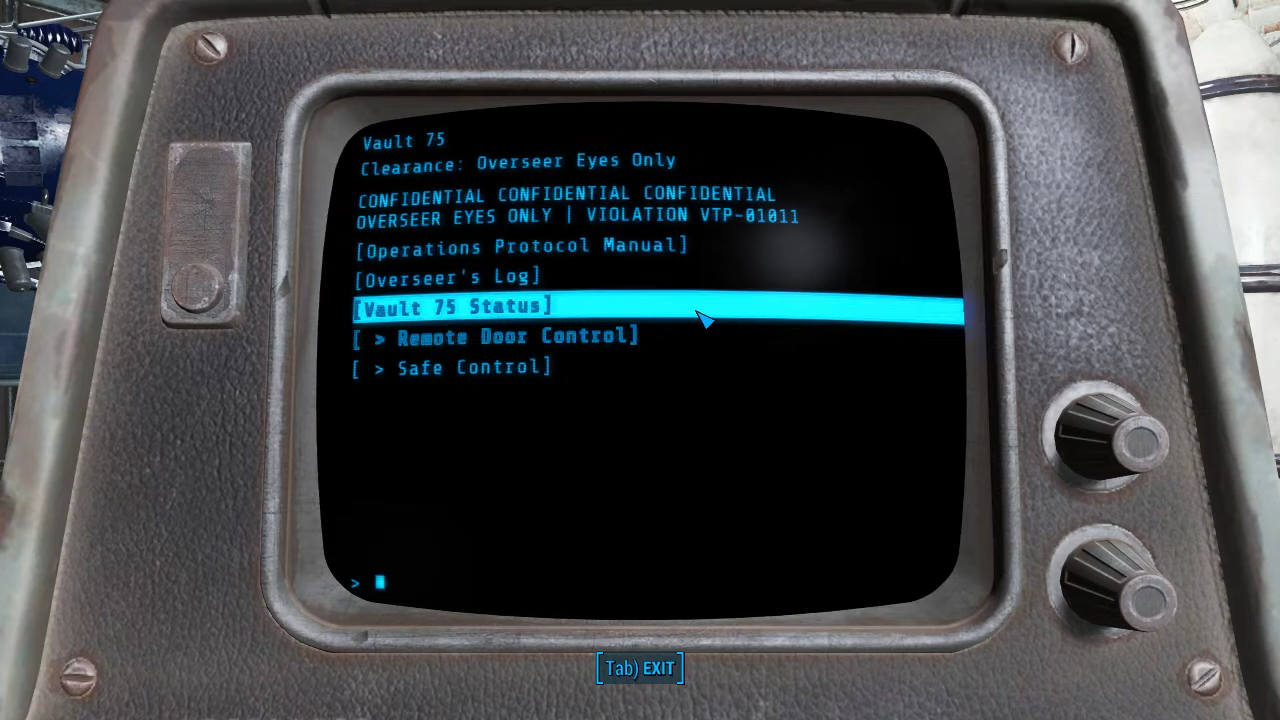 Vault 75
Clearance: Overseer Eyes Only
CONFIDENTIAL CONFIDENTIAL CONFIDENTIAL
OVERSEER EYES ONLY | VIOLATION VTP-01011
[Operations Protocol Manual]
[Overseer's Log]
[Vault 75 Status]
[ > Remote Door Control]
[ > Safe Control]
>
[Tab) EXIT]